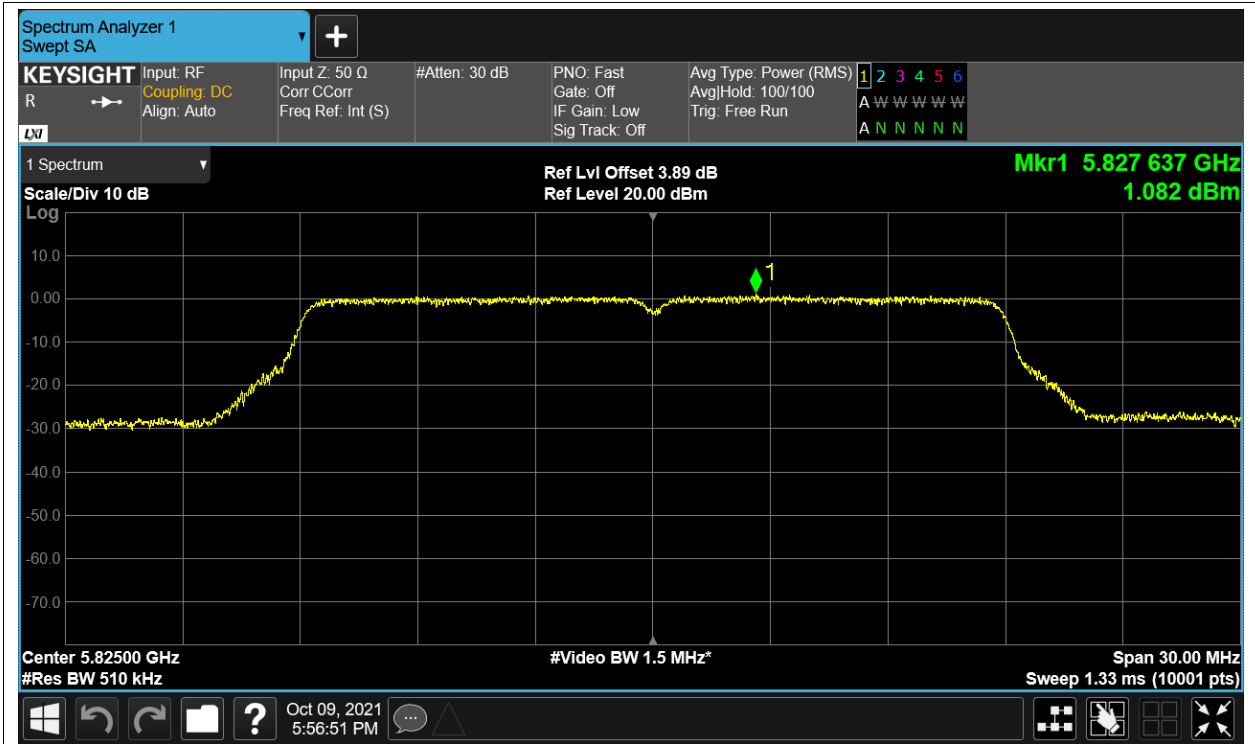 Spectrum Analyzer 1
Swept SA
KEYSIGHT
R
LXI
Input: RF
Coupling: DC
Align: Auto
Input Z: 50 Ω
Corr CCorr
Freq Ref: Int (S)
#Atten: 30 dB
PNO: Fast
Gate: Off
IF Gain: Low
Sig Track: Off
Avg Type: Power (RMS)
Avg|Hold: 100/100
Trig: Free Run
1 2 3 4 5 6
A W W W W W
A N N N N N
1 Spectrum
Scale/Div 10 dB
Log
Ref Lvl Offset 3.89 dB
Ref Level 20.00 dBm
Mkr1 5.827 637 GHz
1.082 dBm
1
10.0
0.00
-10.0
-20.0
-30.0
-40.0
-50.0
-60.0
-70.0
Center 5.82500 GHz
#Res BW 510 kHz
#Video BW 1.5 MHz*
Span 30.00 MHz
Sweep 1.33 ms (10001 pts)
?
Oct 09, 2021
5:56:51 PM